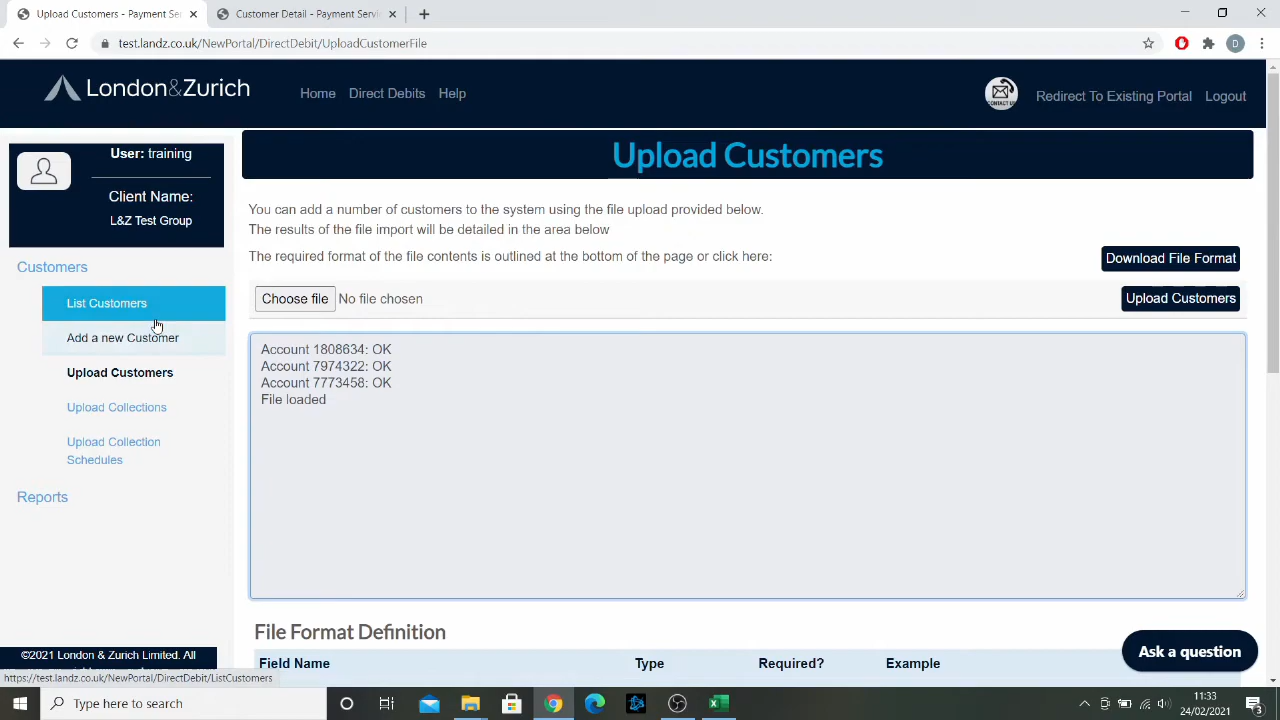 Upload Customers - Payment Ser
Customer Detail - Payment Servi
test.landz.co.uk/NewPortal/DirectDebit/UploadCustomerFile
D
London&Zurich
Home
Direct Debits
Help
CONTACT US
Redirect To Existing Portal
Logout
User: training
Client Name:
L&Z Test Group
Customers
List Customers
Add a new Customer
Upload Customers
Upload Collections
Upload Collection
Schedules
Reports
©2021 London & Zurich Limited. All
https://test.landz.co.uk/NewPortal/DirectDebit/ListCustomers
Upload Customers
You can add a number of customers to the system using the file upload provided below.
The results of the file import will be detailed in the area below
The required format of the file contents is outlined at the bottom of the page or click here:
Download File Format
Choose file No file chosen
Upload Customers
Account 1808634: OK
Account 7974322: OK
Account 7773458: OK
File loaded
File Format Definition
Field Name Type Required? Example
Ask a question
Type here to search
11:33
24/02/2021
3